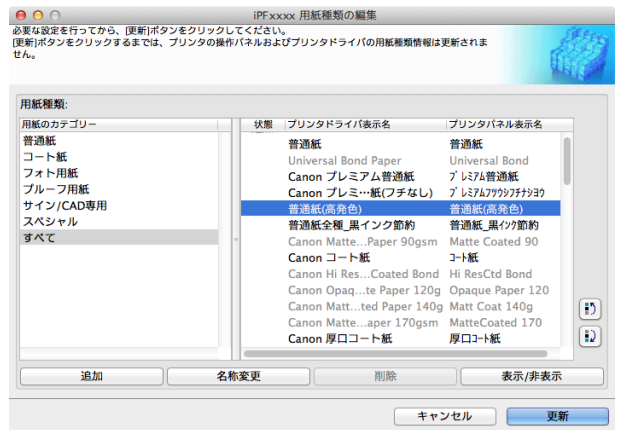 iPFxxxx 用紙種類の編集
必要な設定を行ってから、[更新]ボタンをクリックしてください。
[更新]ボタンをクリックするまでは、プリンタの操作パネルおよびプリンタドライバの用紙種類情報は更新されま
せん。
用紙種類:
用紙のカテゴリー
普通紙
コート紙
フォト用紙
プルーフ用紙
サイン/CAD専用
スペシャル
すべて
状態 プリンタドライバ表示名 プリンタパネル表示名
普通紙 普通紙
Universal Bond Paper Universal Bond
Canon プレミアム普通紙 プレミアム普通紙
Canon プレミ…紙(フチなし) プレミアムフツウシフチナシヨウ
普通紙(高発色) 普通紙(高発色)
普通紙全種_黒インク節約 普通紙_黒インク節約
Canon Matte...Paper 90gsm Matte Coated 90
Canon コート紙 コート紙
Canon Hi Res...Coated Bond Hi ResCtd Bond
Canon Opaq...te Paper 120g Opaque Paper 120
Canon Matt...ted Paper 140g Matt Coat 140g
Canon Matte...aper 170gsm MatteCoated 170
Canon 厚口コート紙 厚口コート紙
追加 名称変更 削除 表示/非表示
キャンセル 更新